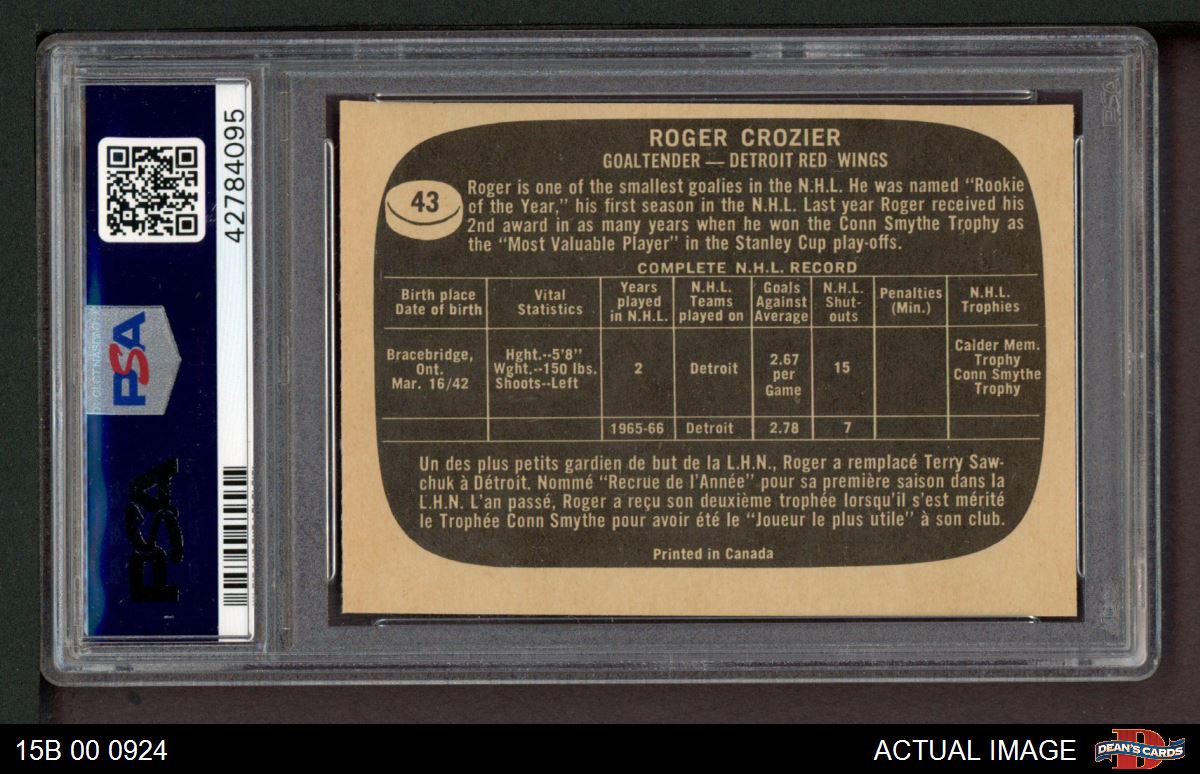 ROGER CROZIER
GOALTENDER — DETROIT RED WINGS
43
Roger is one of the smallest goalies in the N.H.L. He was named "Rookie
of the Year," his first season in the N.H.L. Last year Roger received his
2nd award in as many years when he won the Conn Smythe Trophy as
the "Most Valuable Player" in the Stanley Cup play-offs.
COMPLETE N.H.L. RECORD
Birth place
Date of birth
Vital
Statistics
Years
played
in N.H.L.
N.H.L.
Teams
played on
Goals
Against
Average
N.H.L.
Shut-
outs
Penalties
(Min.)
N.H.L.
Trophies
Bracebridge,
Ont.
Mar. 16/42
Hght.--5'8"
Wght.--150 lbs.
Shoots--Left
2
Detroit
2.67
per
Game
15
Calder Mem.
Trophy
Conn Smythe
Trophy
1965-66
Detroit
2.78
7
Un des plus petits gardien de but de la L.H.N., Roger a remplacé Terry Saw-
chuk à Détroit. Nommé "Recrue de l'Année" pour sa première saison dans la
L.H.N. L'an passé, Roger a reçu son deuxième trophée lorsqu'il s'est mérité
le Trophée Conn Smythe pour avoir été le "Joueur le plus utile" à son club.
Printed in Canada
42784095
PSA
PSA
PSA
15B 00 0924
ACTUAL IMAGE
DEAN'S CARDS